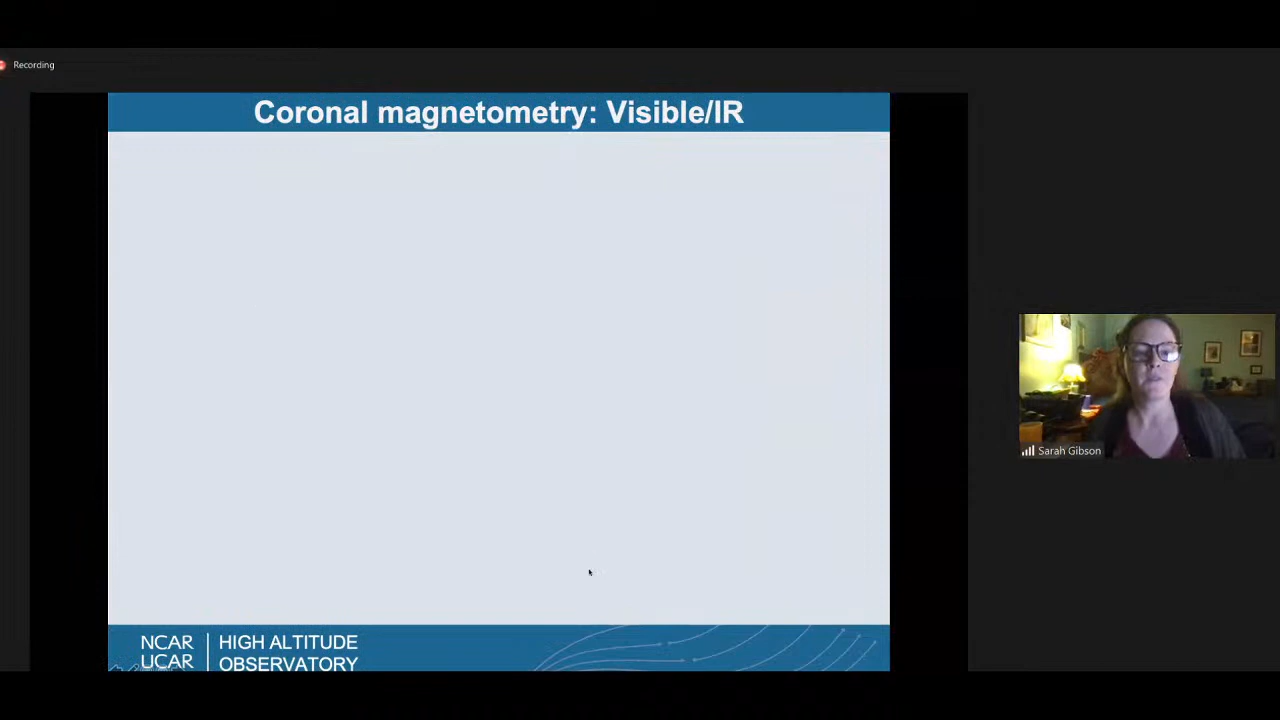 Recording
Coronal magnetometry: Visible/IR
Sarah Gibson
NCAR
UCAR
HIGH ALTITUDE
OBSERVATORY